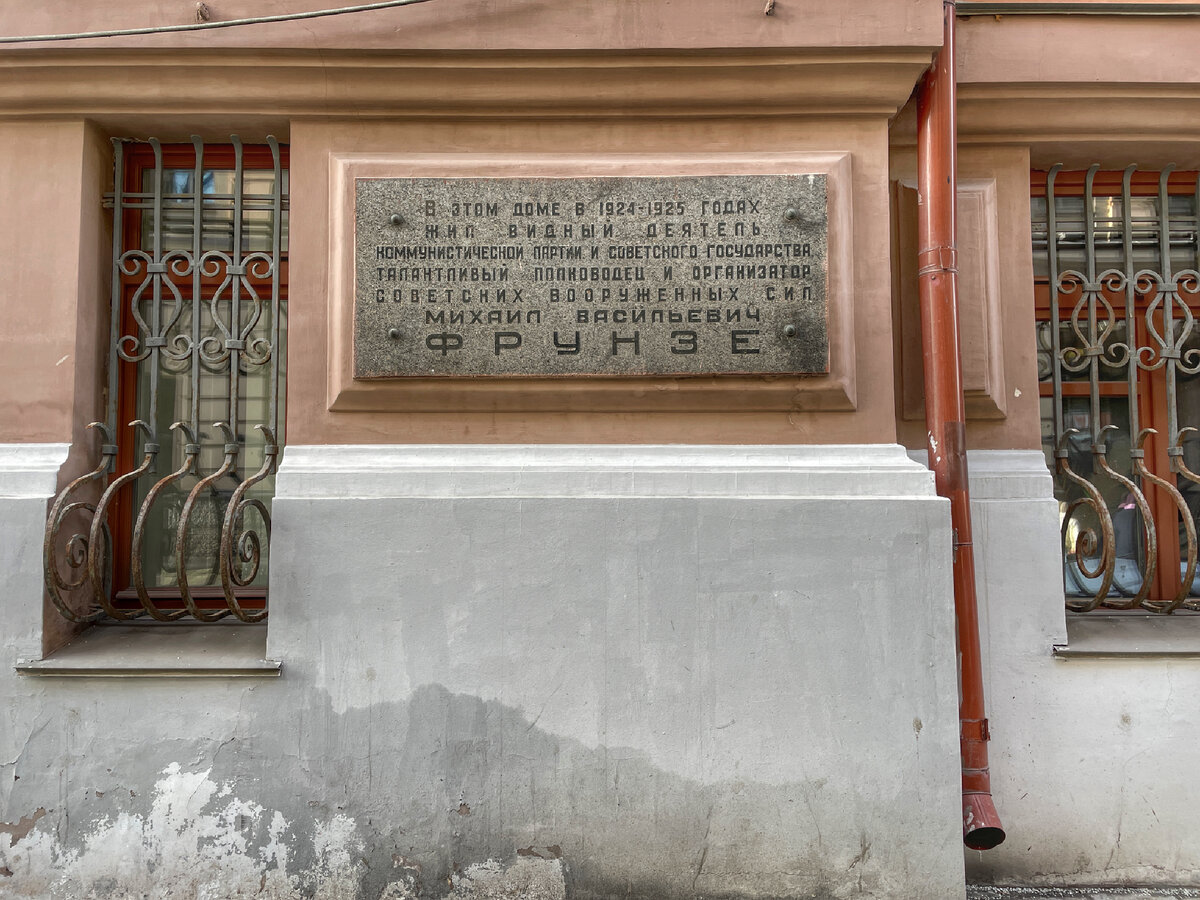 В ЭТОМ ДОМЕ В 1924-1925 ГОДАХ
ЖИЛ ВИДНЫЙ ДЕЯТЕЛЬ
КОММУНИСТИЧЕСКОЙ ПАРТИИ И СОВЕТСКОГО ГОСУДАРСТВА,
ТАЛАНТЛИВЫЙ ПОЛКОВОДЕЦ И ОРГАНИЗАТОР
СОВЕТСКИХ ВООРУЖЕННЫХ СИЛ
МИХАИЛ ВАСИЛЬЕВИЧ
ФРУНЗЕ